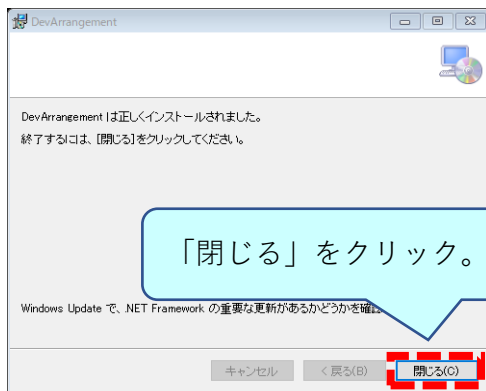 DevArrangement
DevArrangement は正しくインストールされました。
終了するには、[閉じる]をクリックしてください。
「閉じる」をクリック。
Windows Update で、.NET Framework の重要な更新があるかどうかを確認
キャンセル
< 戻る(B)
閉じる(C)